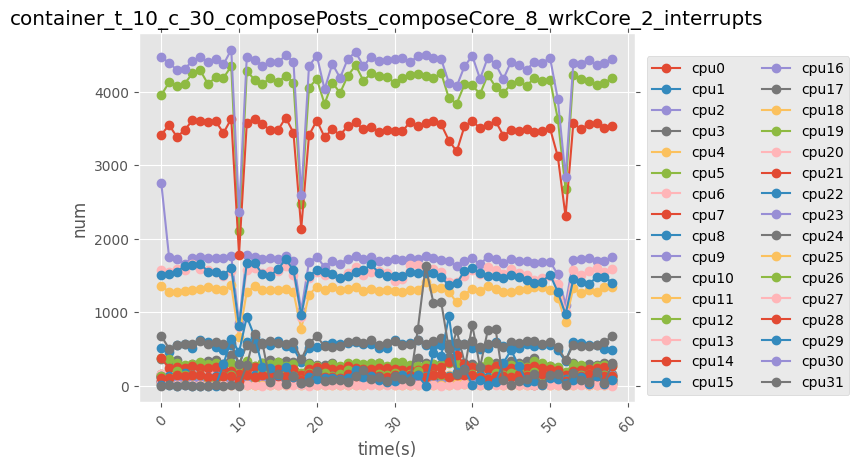 container_t_10_c_30_composePosts_composeCore_8_wrkCore_2_interrupts
num
4000
3000
2000
1000
0
0
10
20
30
40
50
60
time(s)
cpu0
cpu1
cpu2
cpu3
cpu4
cpu5
cpu6
cpu7
cpu8
cpu9
cpu10
cpu11
cpu12
cpu13
cpu14
cpu15
cpu16
cpu17
cpu18
cpu19
cpu20
cpu21
cpu22
cpu23
cpu24
cpu25
cpu26
cpu27
cpu28
cpu29
cpu30
cpu31